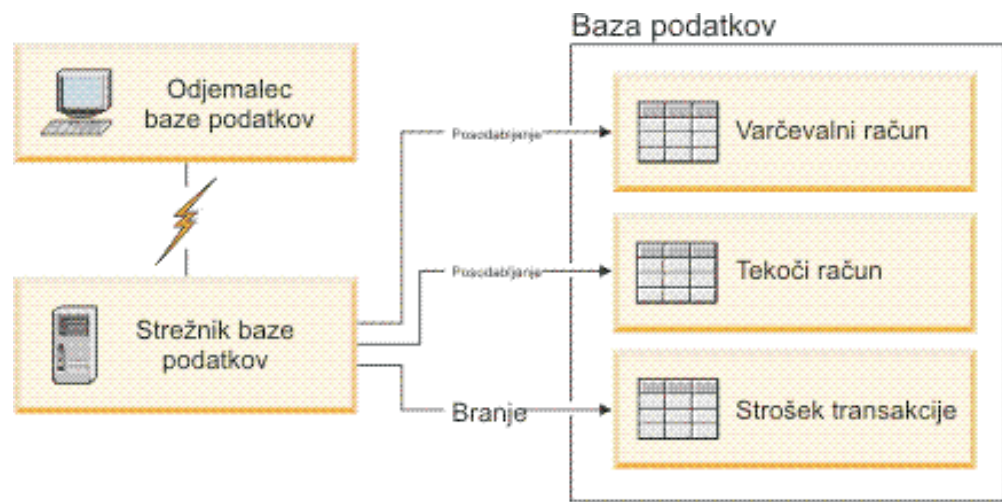 Baza podatkov
Odjemalec
baze podatkov
Posodabljanje
Varčevalni račun
Posodabljanje
Tekoči račun
Strežnik baze
podatkov
Branje
Strošek transakcije